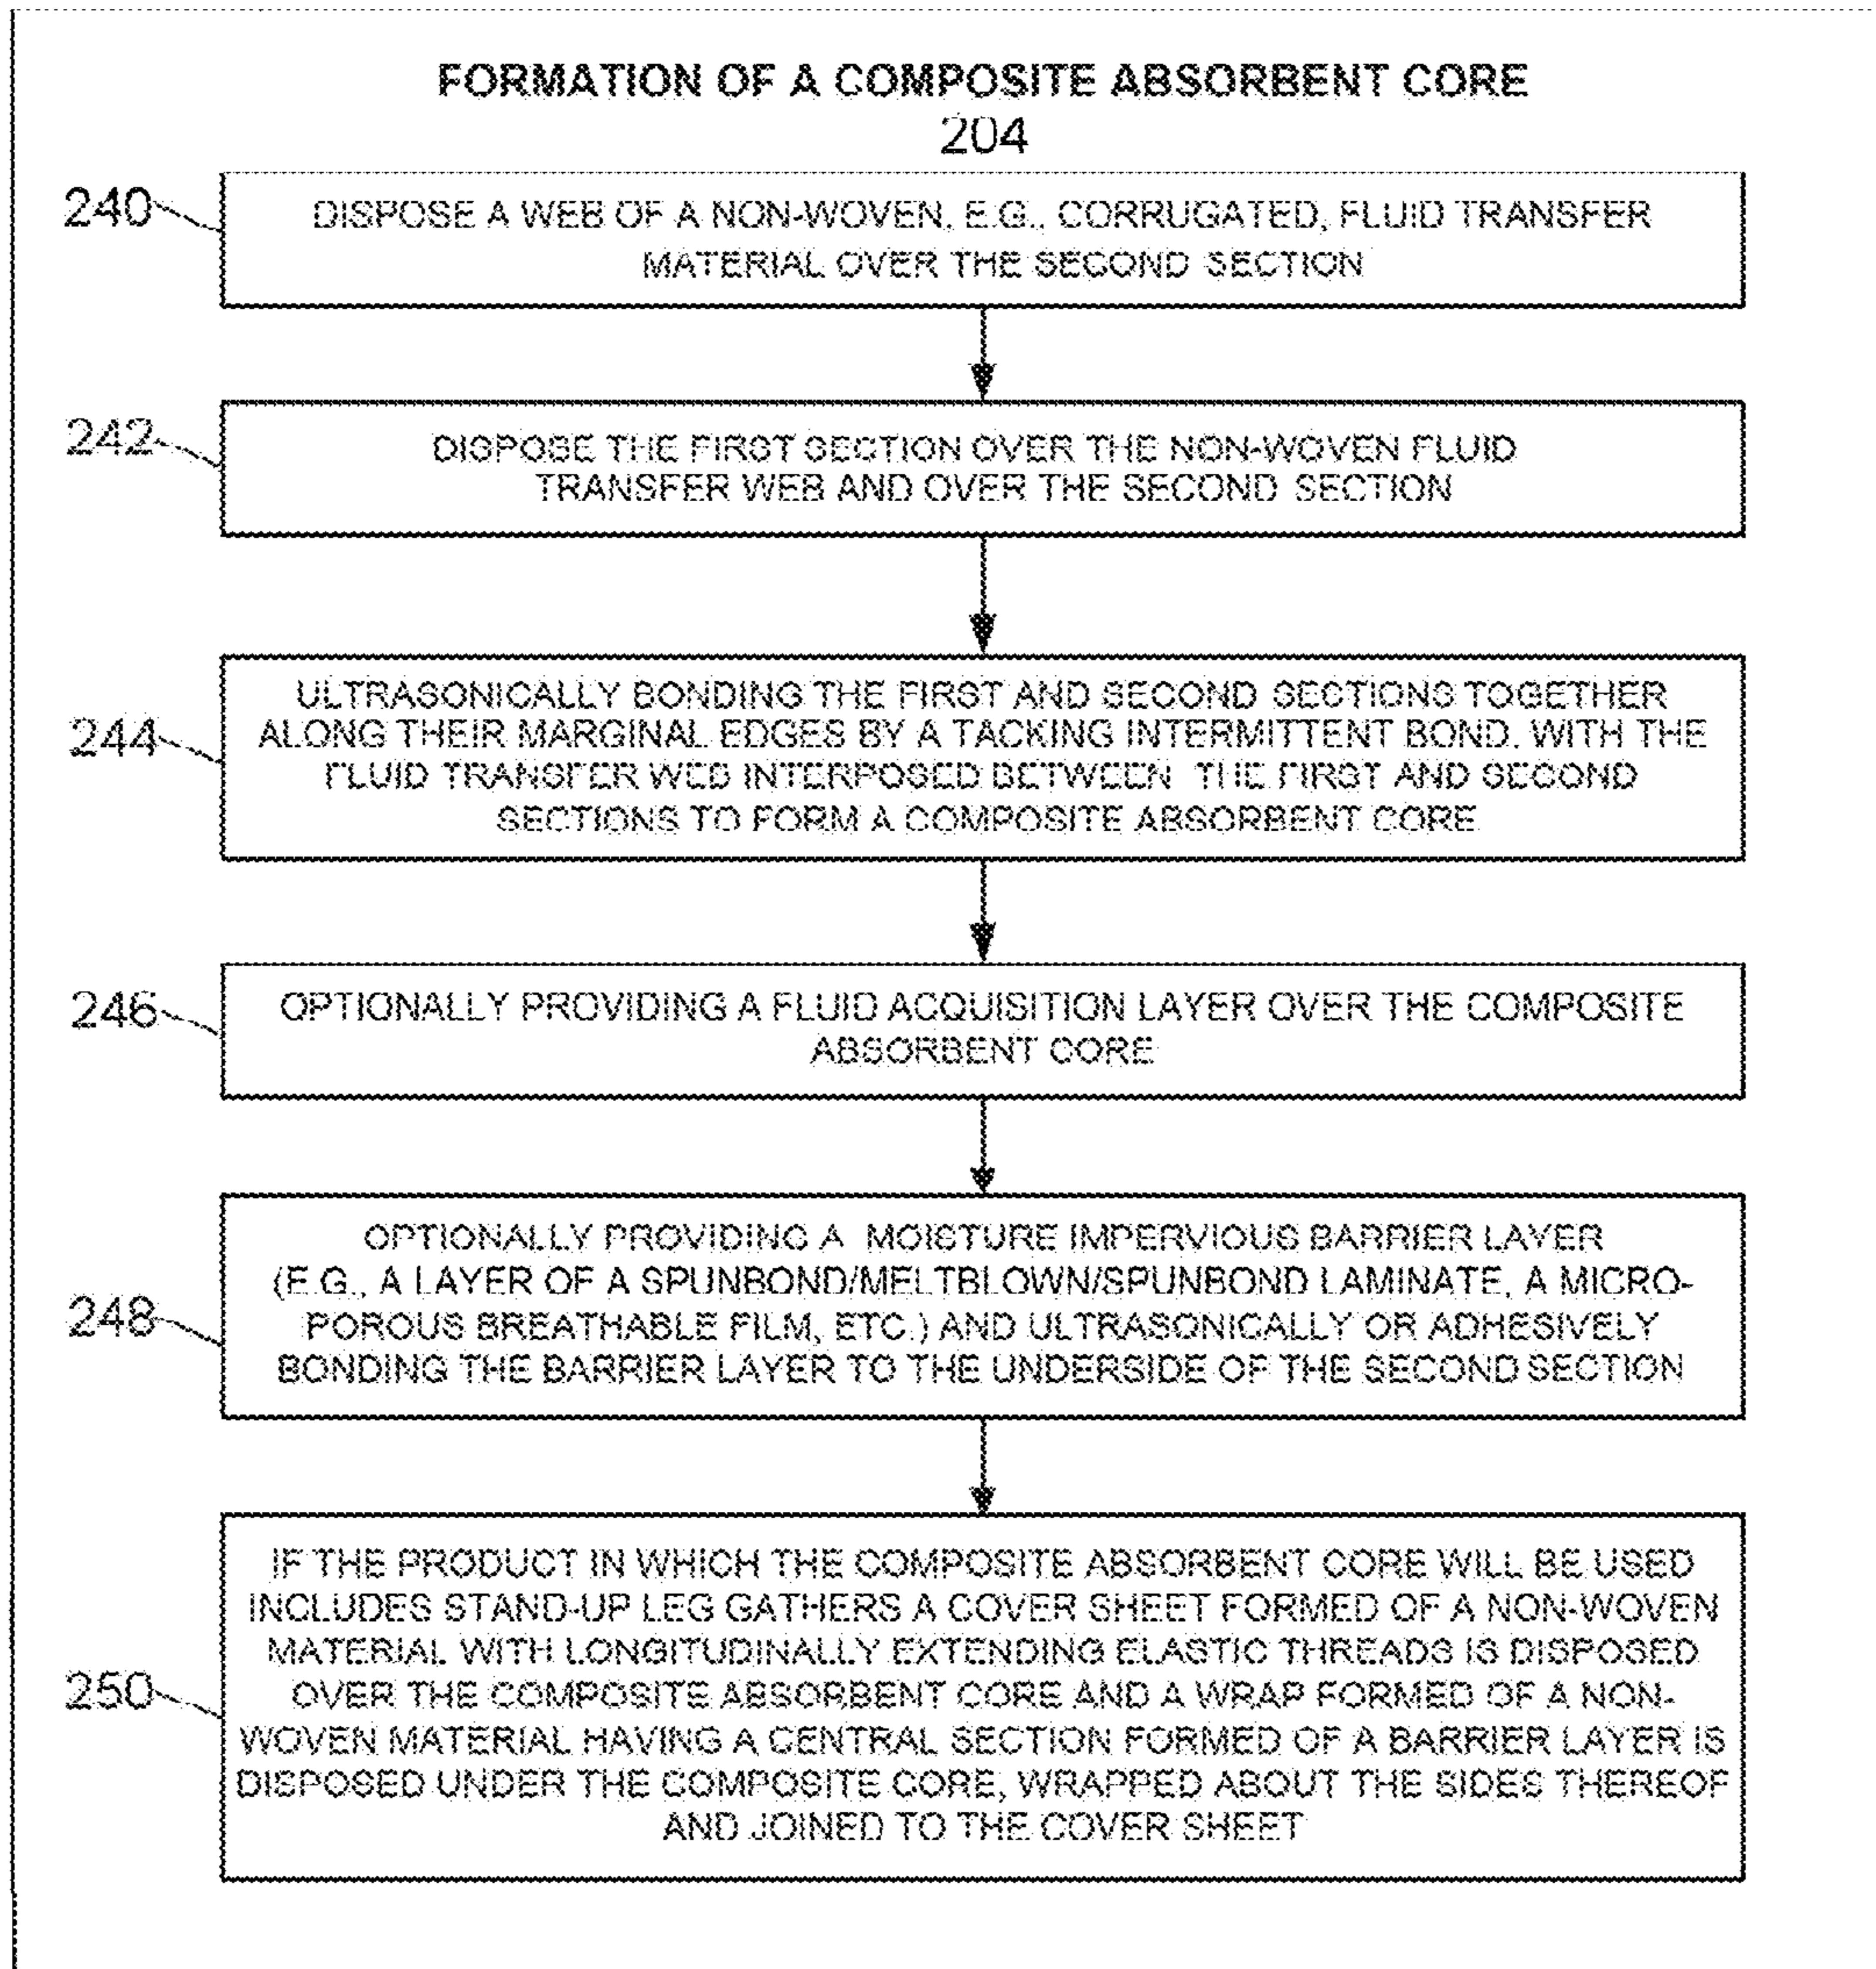 FORMATION OF A COMPOSITE ABSORBENT CORE
204
240
DISPOSE A WEB OF A NON-WOVEN, E.G., CORRUGATED, FLUID TRANSFER
MATERIAL OVER THE SECOND SECTION
242
DISPOSE THE FIRST SECTION OVER THE NON-WOVEN FLUID
TRANSFER WEB AND OVER THE SECOND SECTION
244
ULTRASONICALLY BONDING THE FIRST AND SECOND SECTIONS TOGETHER
ALONG THEIR MARGINAL EDGES BY A TACKING INTERMITTENT BOND, WITH THE
FLUID TRANSFER WEB INTERPOSED BETWEEN THE FIRST AND SECOND
SECTIONS TO FORM A COMPOSITE ABSORBENT CORE
246
OPTIONALLY PROVIDING A FLUID ACQUISITION LAYER OVER THE COMPOSITE
ABSORBENT CORE
248
OPTIONALLY PROVIDING A MOISTURE IMPERVIOUS BARRIER LAYER
(E.G., A LAYER OF A SPUNBOND/MELTBLOWN/SPUNBOND LAMINATE, A MICRO-
POROUS BREATHABLE FILM, ETC.) AND ULTRASONICALLY OR ADHESIVELY
BONDING THE BARRIER LAYER TO THE UNDERSIDE OF THE SECOND SECTION
250
IF THE PRODUCT IN WHICH THE COMPOSITE ABSORBENT CORE WILL BE USED
INCLUDES STAND-UP LEG GATHERS A COVER SHEET FORMED OF A NON-WOVEN
MATERIAL WITH LONGITUDINALLY EXTENDING ELASTIC THREADS IS DISPOSED
OVER THE COMPOSITE ABSORBENT CORE AND A WRAP FORMED OF A NON-
WOVEN MATERIAL HAVING A CENTRAL SECTION FORMED OF A BARRIER LAYER IS
DISPOSED UNDER THE COMPOSITE CORE, WRAPPED ABOUT THE SIDES THEREOF
AND JOINED TO THE COVER SHEET